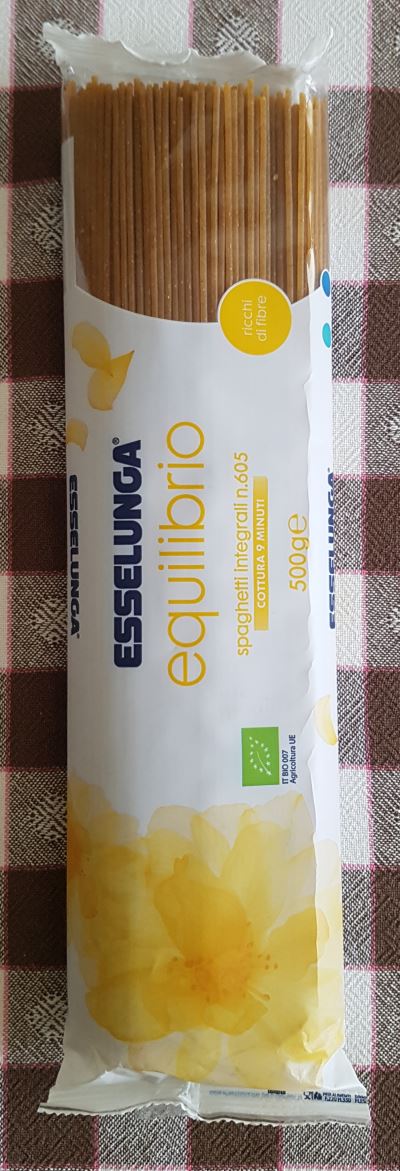 ricchi
di fibre
ESSELUNGA®
equilibrio
spaghetti integrali n.605
COTTURA 9 MINUTI
500g e
IT BIO 007
Agricoltura UE
ESSELUNGA
ESSELUNGA